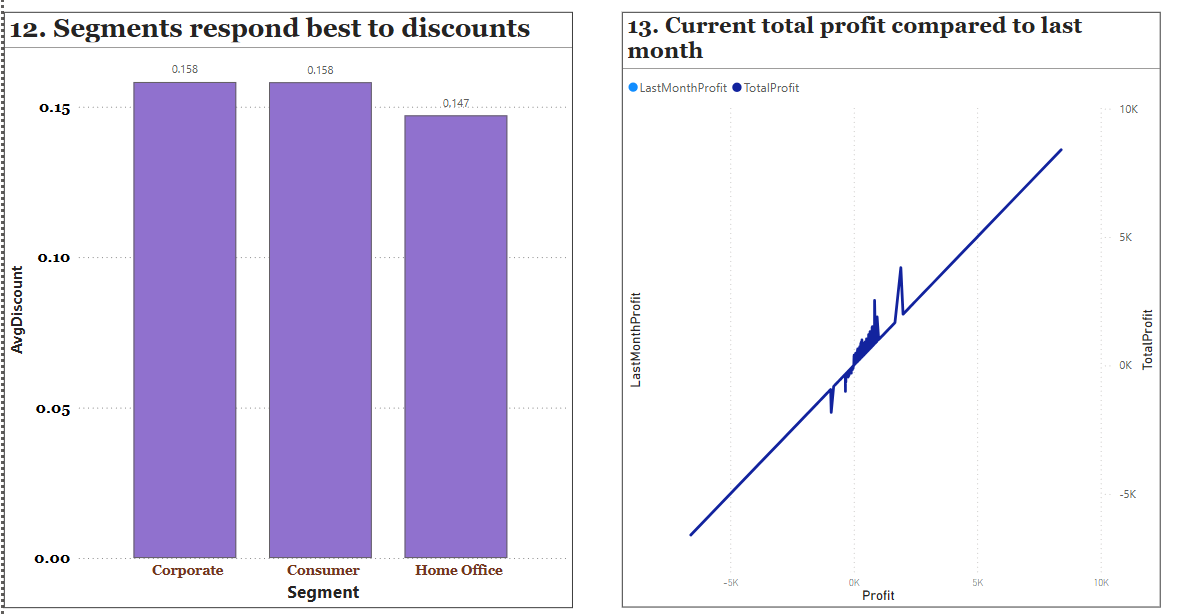 12. Segments respond best to discounts
0.158
0.158
0.147
0.15
0.10
0.05
0.00
AvgDiscount
Corporate
Consumer
Home Office
Segment
13. Current total profit compared to last
month
LastMonthProfit TotalProfit
10K
5K
0K
-5K
LastMonthProfit
TotalProfit
-5K
0K
5K
10K
Profit